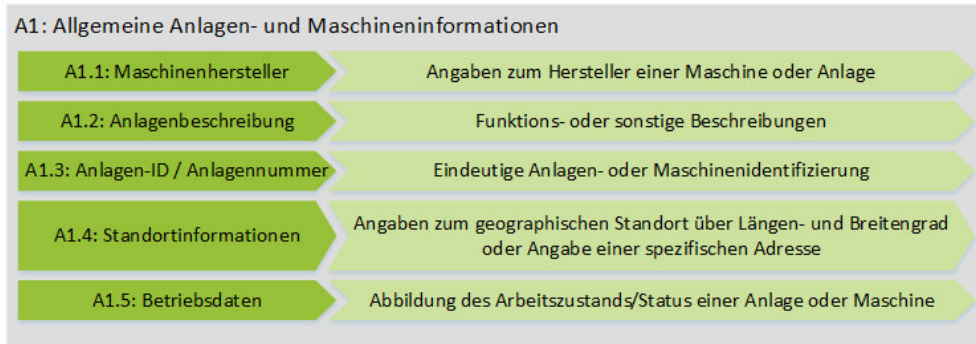 A1: Allgemeine Anlagen- und Maschineninformationen
A1.1: Maschinenhersteller
Angaben zum Hersteller einer Maschine oder Anlage
A1.2: Anlagenbeschreibung
Funktions- oder sonstige Beschreibungen
A1.3: Anlagen-ID / Anlagennummer
Eindeutige Anlagen- oder Maschinenidentifizierung
A1.4: Standortinformationen
Angaben zum geographischen Standort über Längen- und Breitengrad
oder Angabe einer spezifischen Adresse
A1.5: Betriebsdaten
Abbildung des Arbeitszustands/Status einer Anlage oder Maschine